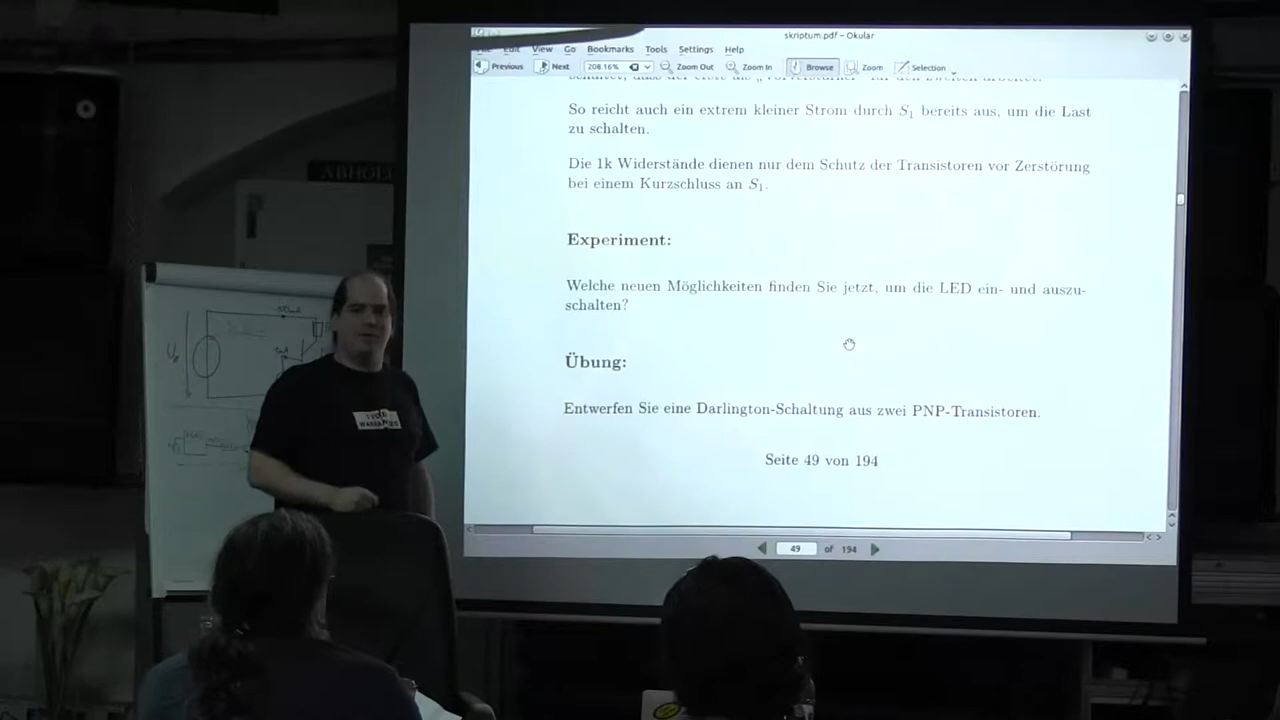 skriptum.pdf – Okular
Edit View Go Bookmarks Tools Settings Help
Previous Next 208.16% Zoom Out Zoom In Browse Zoom Selection
So reicht auch ein extrem kleiner Strom durch S1 bereits aus, um die Last
zu schalten.
Die 1k Widerstände dienen nur dem Schutz der Transistoren vor Zerstörung
bei einem Kurzschluss an S1.
Experiment:
Welche neuen Möglichkeiten finden Sie jetzt, um die LED ein- und auszu-
schalten?
Übung:
Entwerfen Sie eine Darlington-Schaltung aus zwei PNP-Transistoren.
Seite 49 von 194
49 of 194
ABHOL